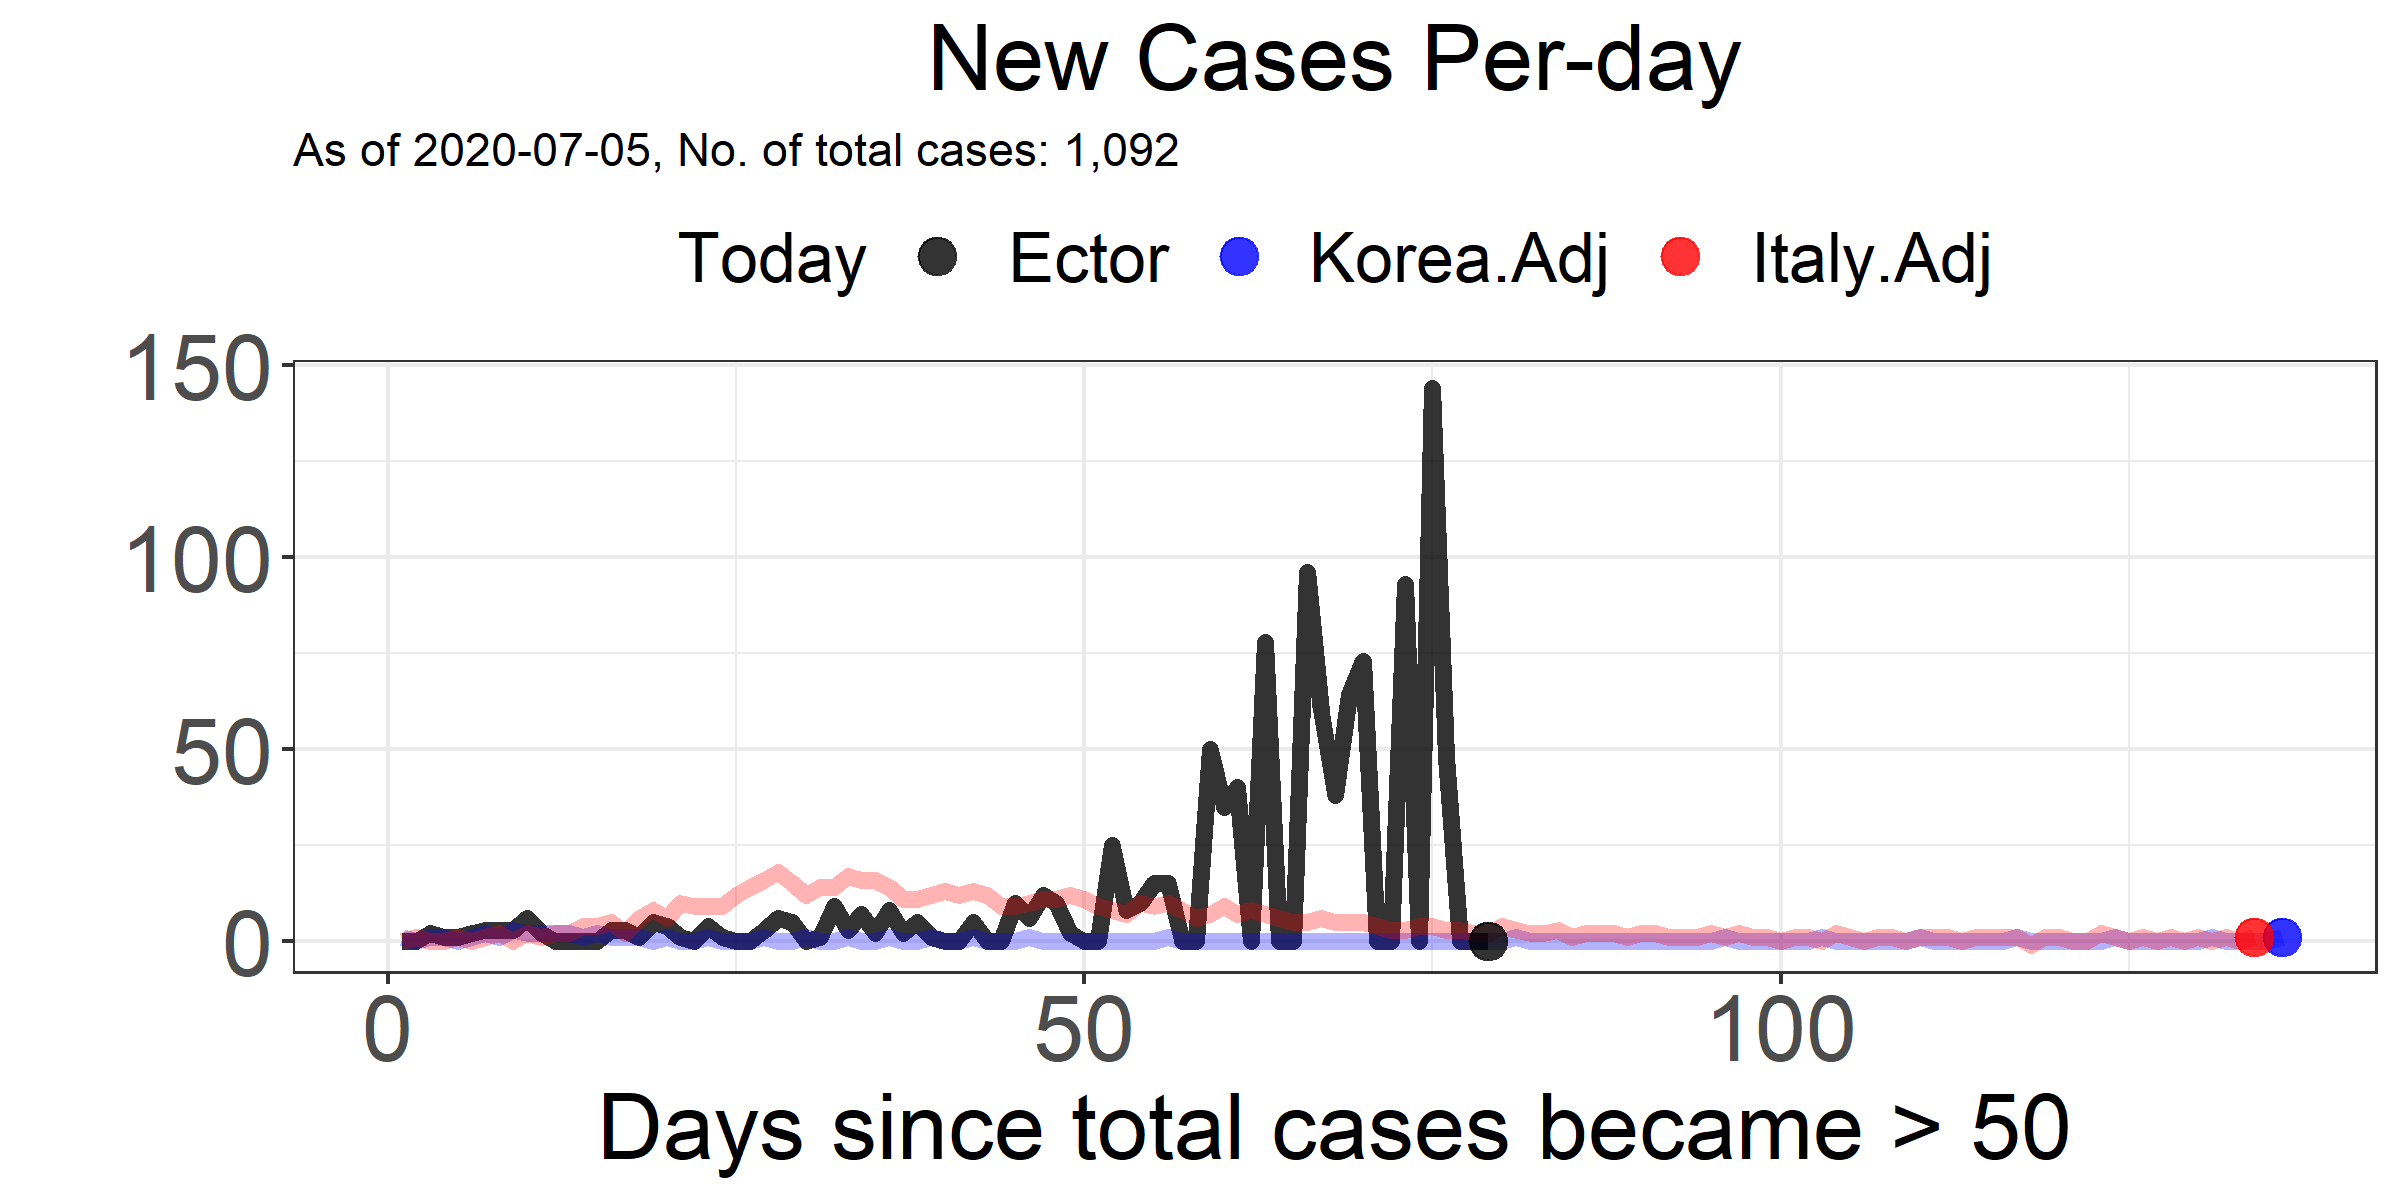 New Cases Per-day
As of 2020-07-05, No. of total cases: 1,092
Today Ector Korea.Adj Italy.Adj
150
100
50
0
0 50 100
Days since total cases became > 50